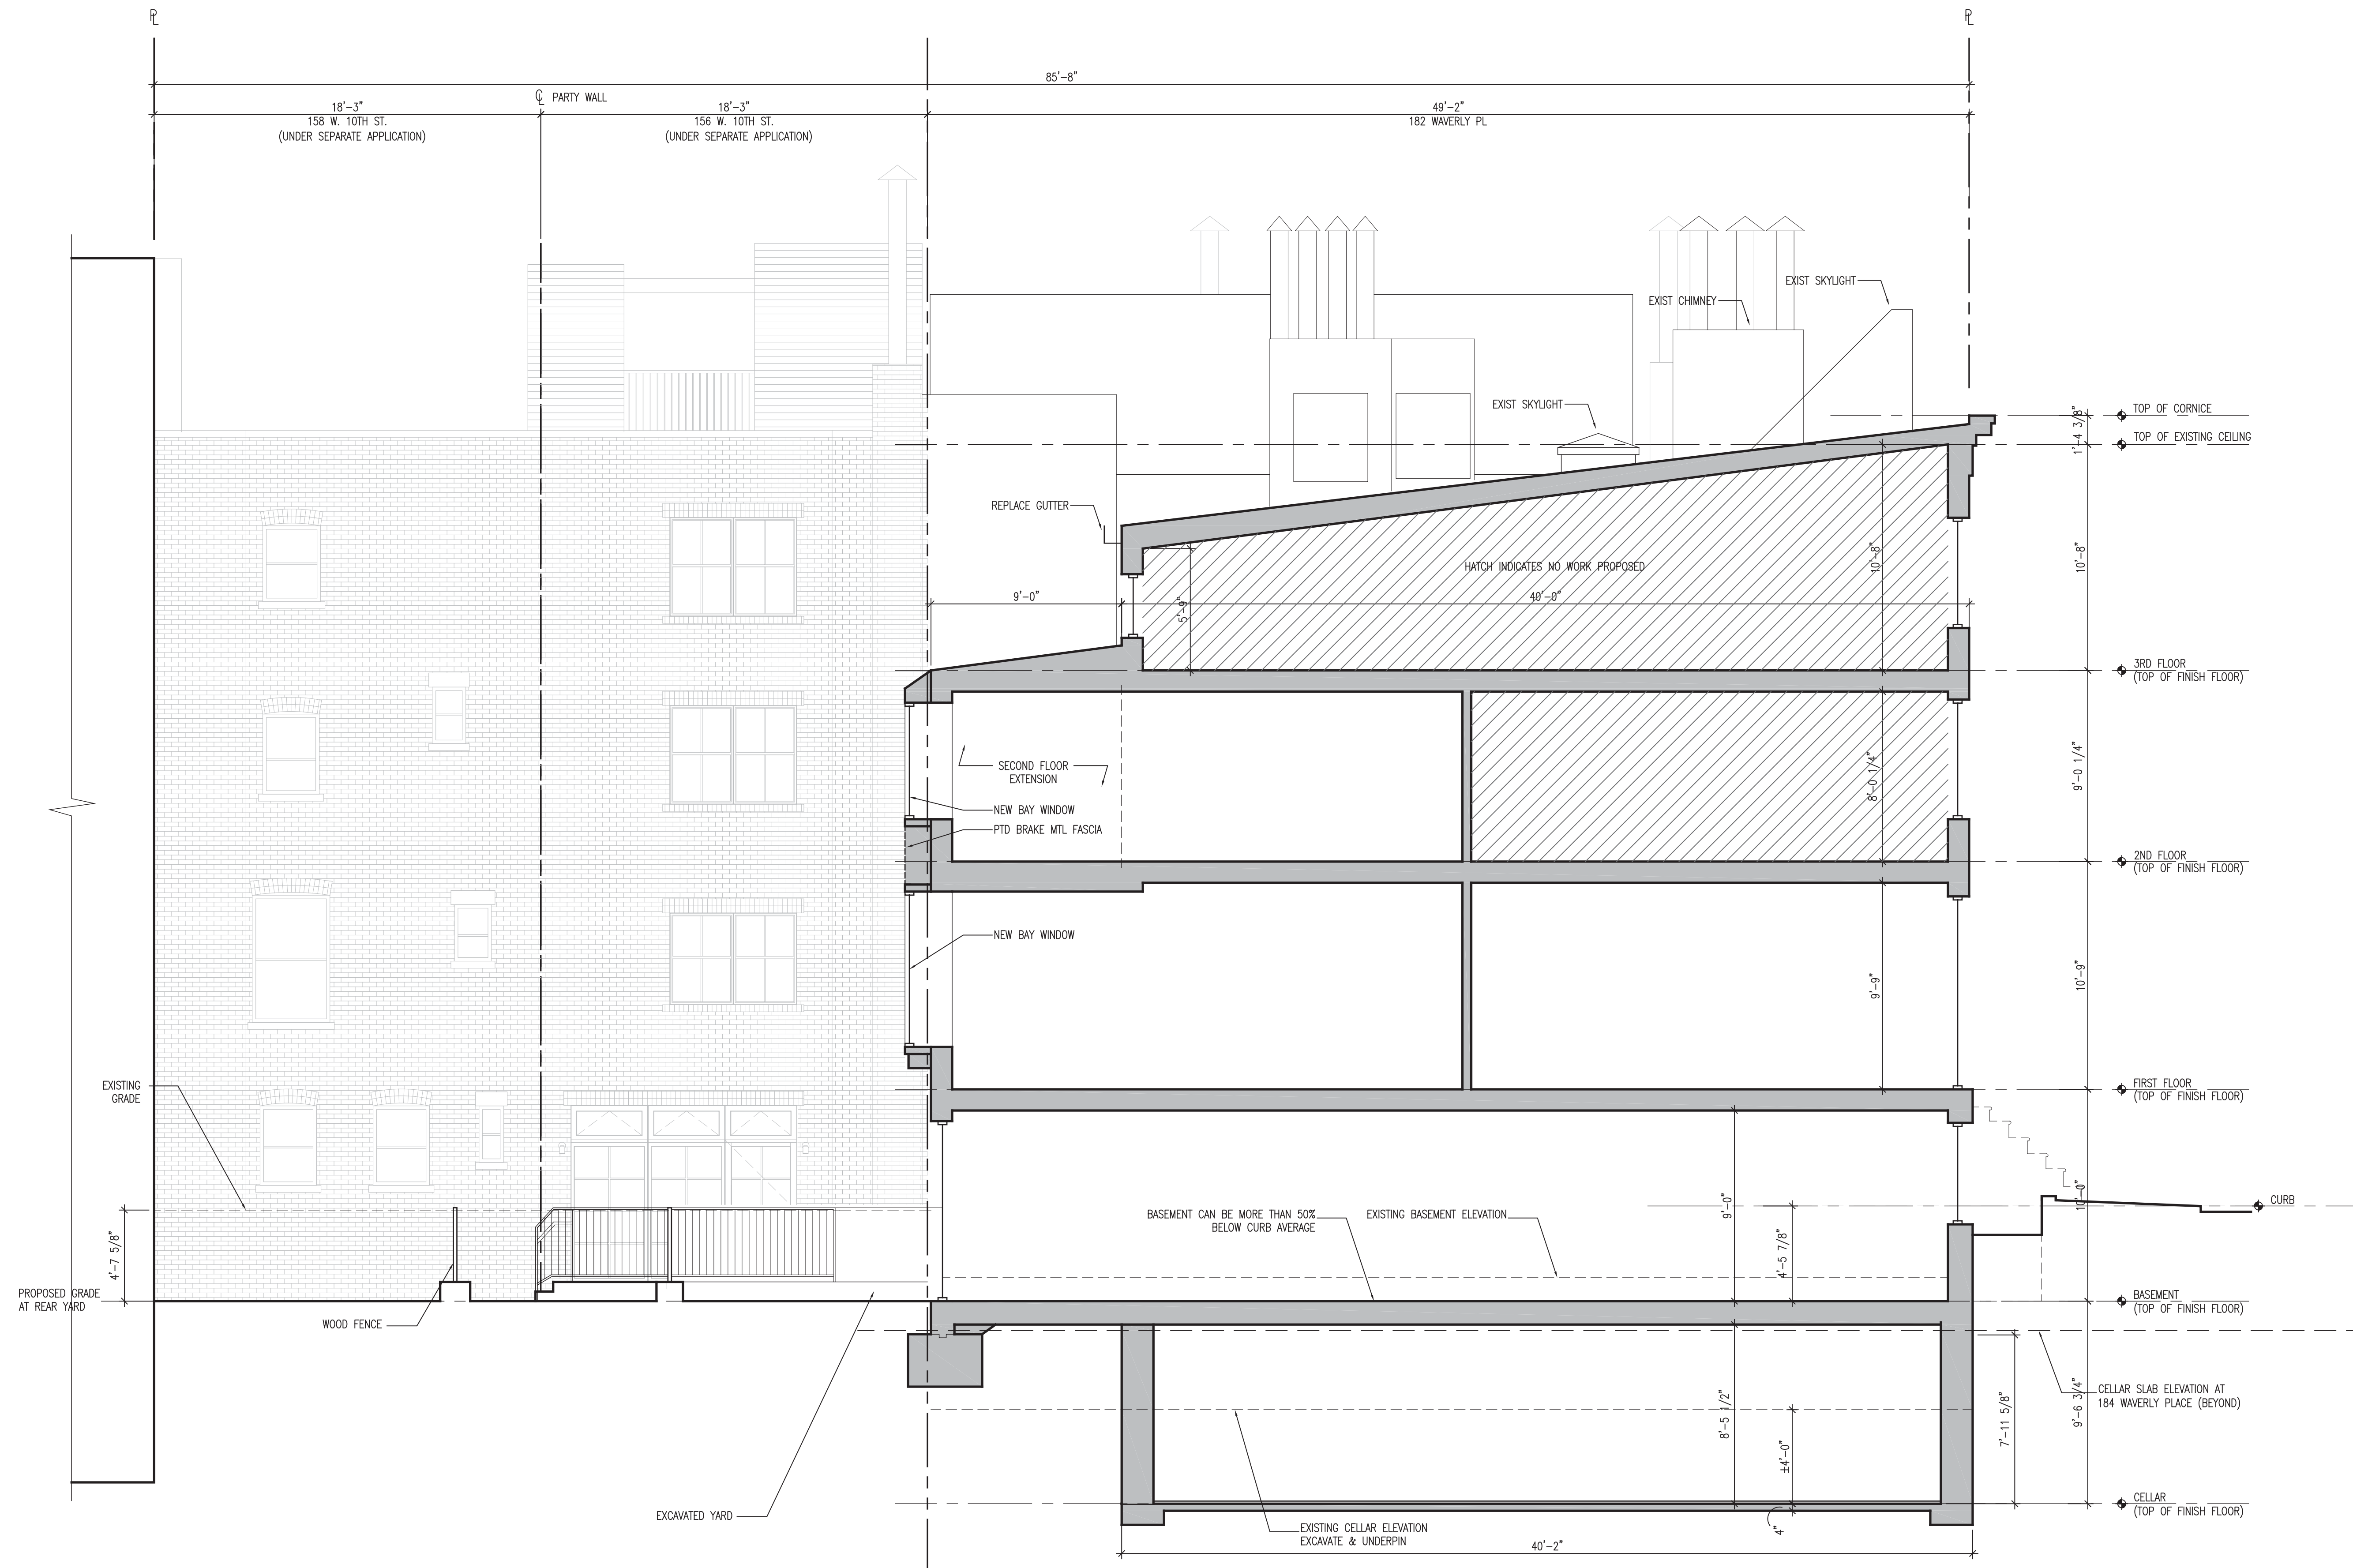 PL
PL
85'-8"
CL PARTY WALL
18'-3"
158 W. 10TH ST.
(UNDER SEPARATE APPLICATION)
18'-3"
156 W. 10TH ST.
(UNDER SEPARATE APPLICATION)
49'-2"
182 WAVERLY PL
EXIST SKYLIGHT
EXIST CHIMNEY
EXIST SKYLIGHT
TOP OF CORNICE
1'-4 3/8"
TOP OF EXISTING CEILING
REPLACE GUTTER
HATCH INDICATES NO WORK PROPOSED
10'-8"
10'-8"
9'-0"
40'-0"
5'-9"
3RD FLOOR
(TOP OF FINISH FLOOR)
SECOND FLOOR
EXTENSION
8'-0 1/4"
9'-0 1/4"
NEW BAY WINDOW
PTD BRAKE MTL FASCIA
2ND FLOOR
(TOP OF FINISH FLOOR)
NEW BAY WINDOW
9'-9"
10'-9"
EXISTING
GRADE
FIRST FLOOR
(TOP OF FINISH FLOOR)
9'-0"
10'-0"
CURB
BASEMENT CAN BE MORE THAN 50%
BELOW CURB AVERAGE
EXISTING BASEMENT ELEVATION
4'-7 5/8"
4'-5 7/8"
PROPOSED GRADE
AT REAR YARD
WOOD FENCE
BASEMENT
(TOP OF FINISH FLOOR)
CELLAR SLAB ELEVATION AT
184 WAVERLY PLACE (BEYOND)
8'-5 1/2"
±4'-0"
7'-11 5/8"
9'-6 3/4"
EXCAVATED YARD
CELLAR
(TOP OF FINISH FLOOR)
EXISTING CELLAR ELEVATION
EXCAVATE & UNDERPIN
4"
40'-2"